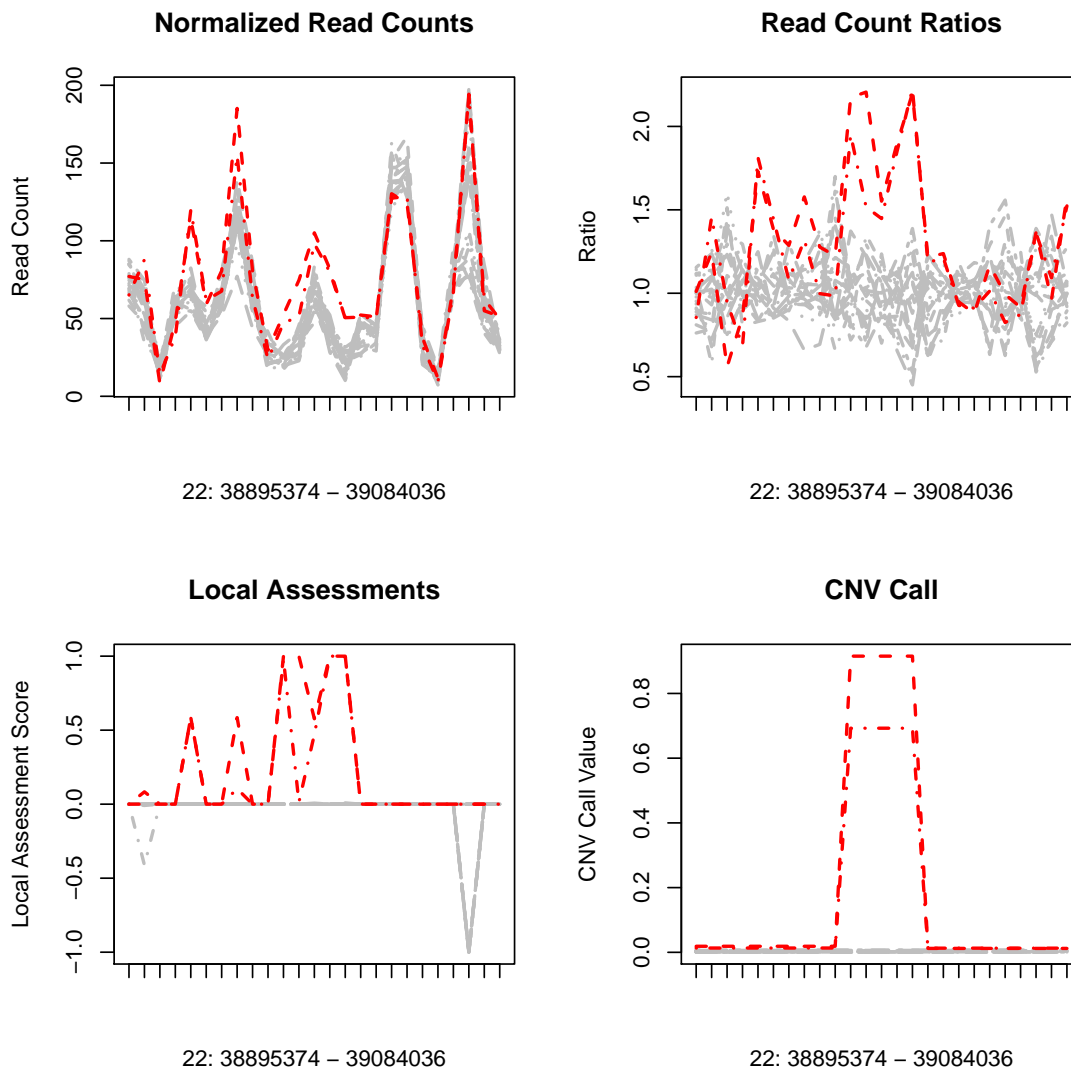 Normalized Read Counts
Read Count
0
50
100
150
200
22: 38895374 − 39084036
Read Count Ratios
Ratio
0.5
1.0
1.5
2.0
22: 38895374 − 39084036
Local Assessments
Local Assessment Score
−1.0
−0.5
0.0
0.5
1.0
22: 38895374 − 39084036
CNV Call
CNV Call Value
0.0
0.2
0.4
0.6
0.8
22: 38895374 − 39084036